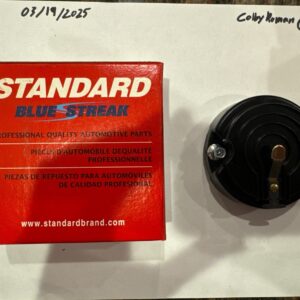 03/19/2025
Colby
STANDARD
BLUE STREAK
PROFESSIONAL QUALITY AUTOMOTIVE PARTS
PIECES D'AUTOMOBILE DE QUALITÉ
PROFESSIONNELLE
PIEZAS DE REPUESTO PARA AUTOMÓVILES
DE CALIDAD PROFESIONAL
www.standardbrand.com